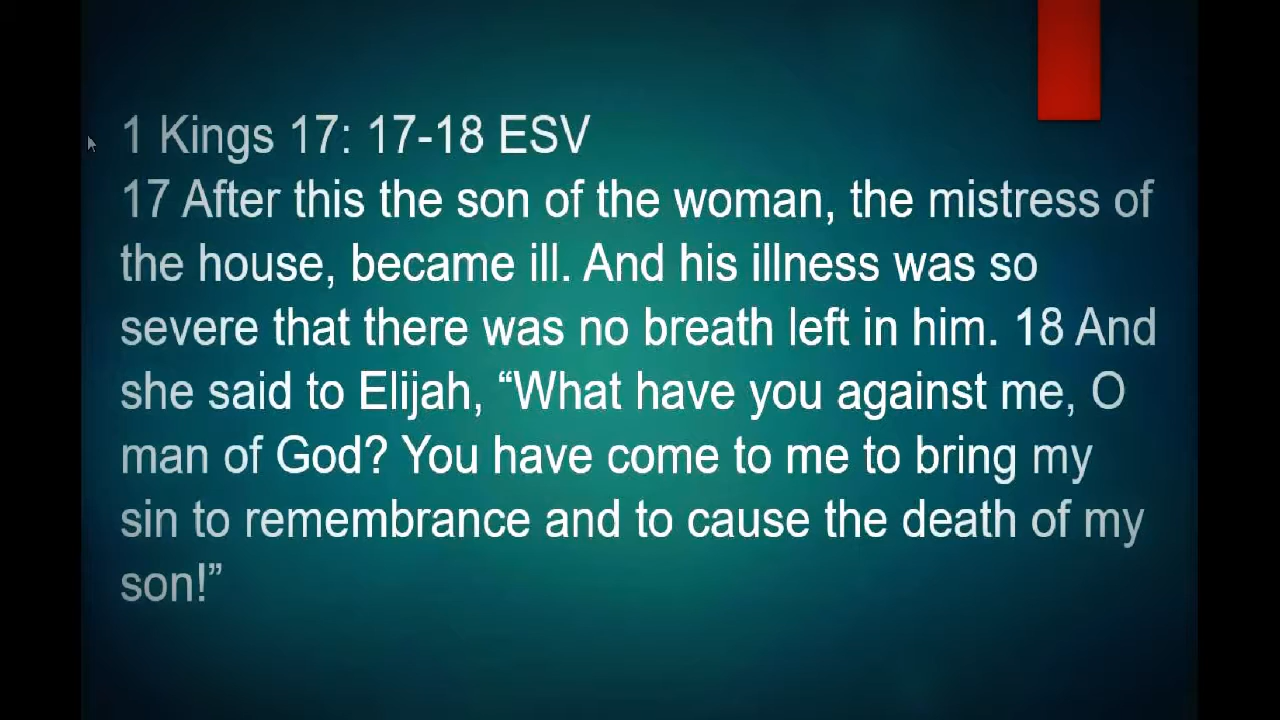 1 Kings 17: 17-18 ESV
17 After this the son of the woman, the mistress of
the house, became ill. And his illness was so
severe that there was no breath left in him. 18 And
she said to Elijah, “What have you against me, O
man of God? You have come to me to bring my
sin to remembrance and to cause the death of my
son!”